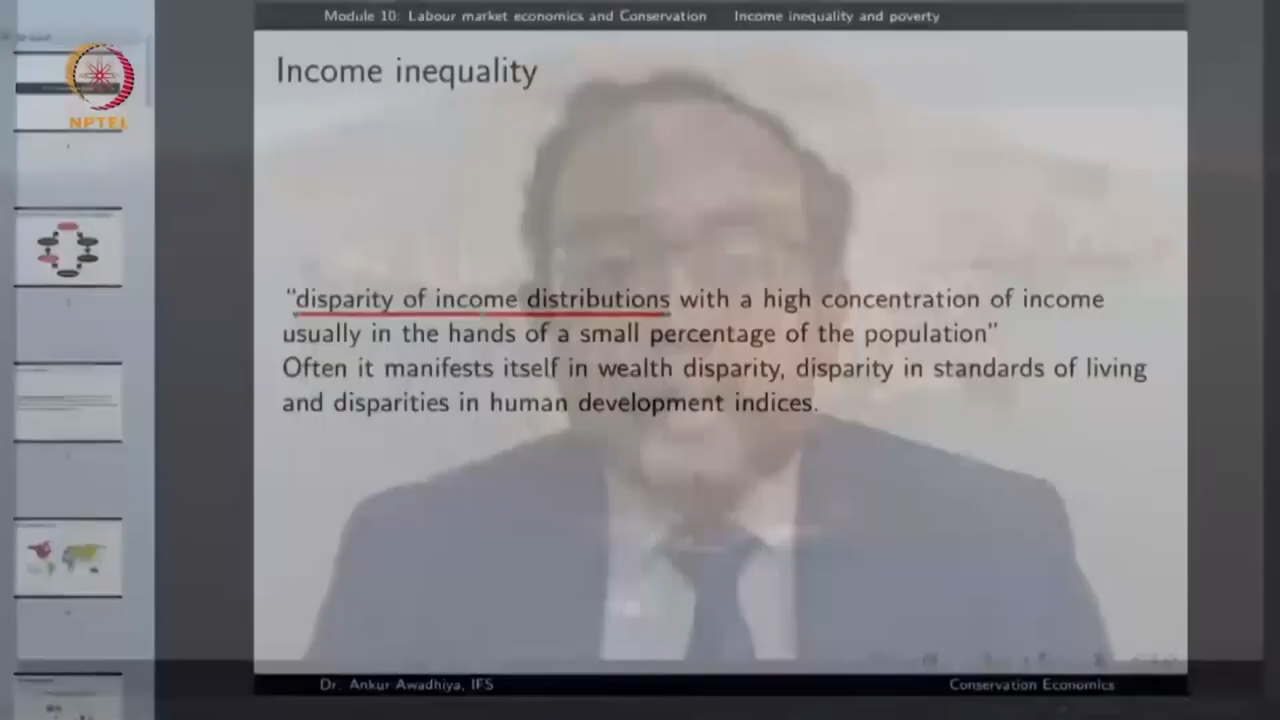 Module 10: Labour market economics and Conservation Income inequality and poverty
NPTEL
Income inequality
"disparity of income distributions with a high concentration of income
usually in the hands of a small percentage of the population"
Often it manifests itself in wealth disparity, disparity in standards of living
and disparities in human development indices.
Dr. Ankur Awadhiya, IFS Conservation Economics